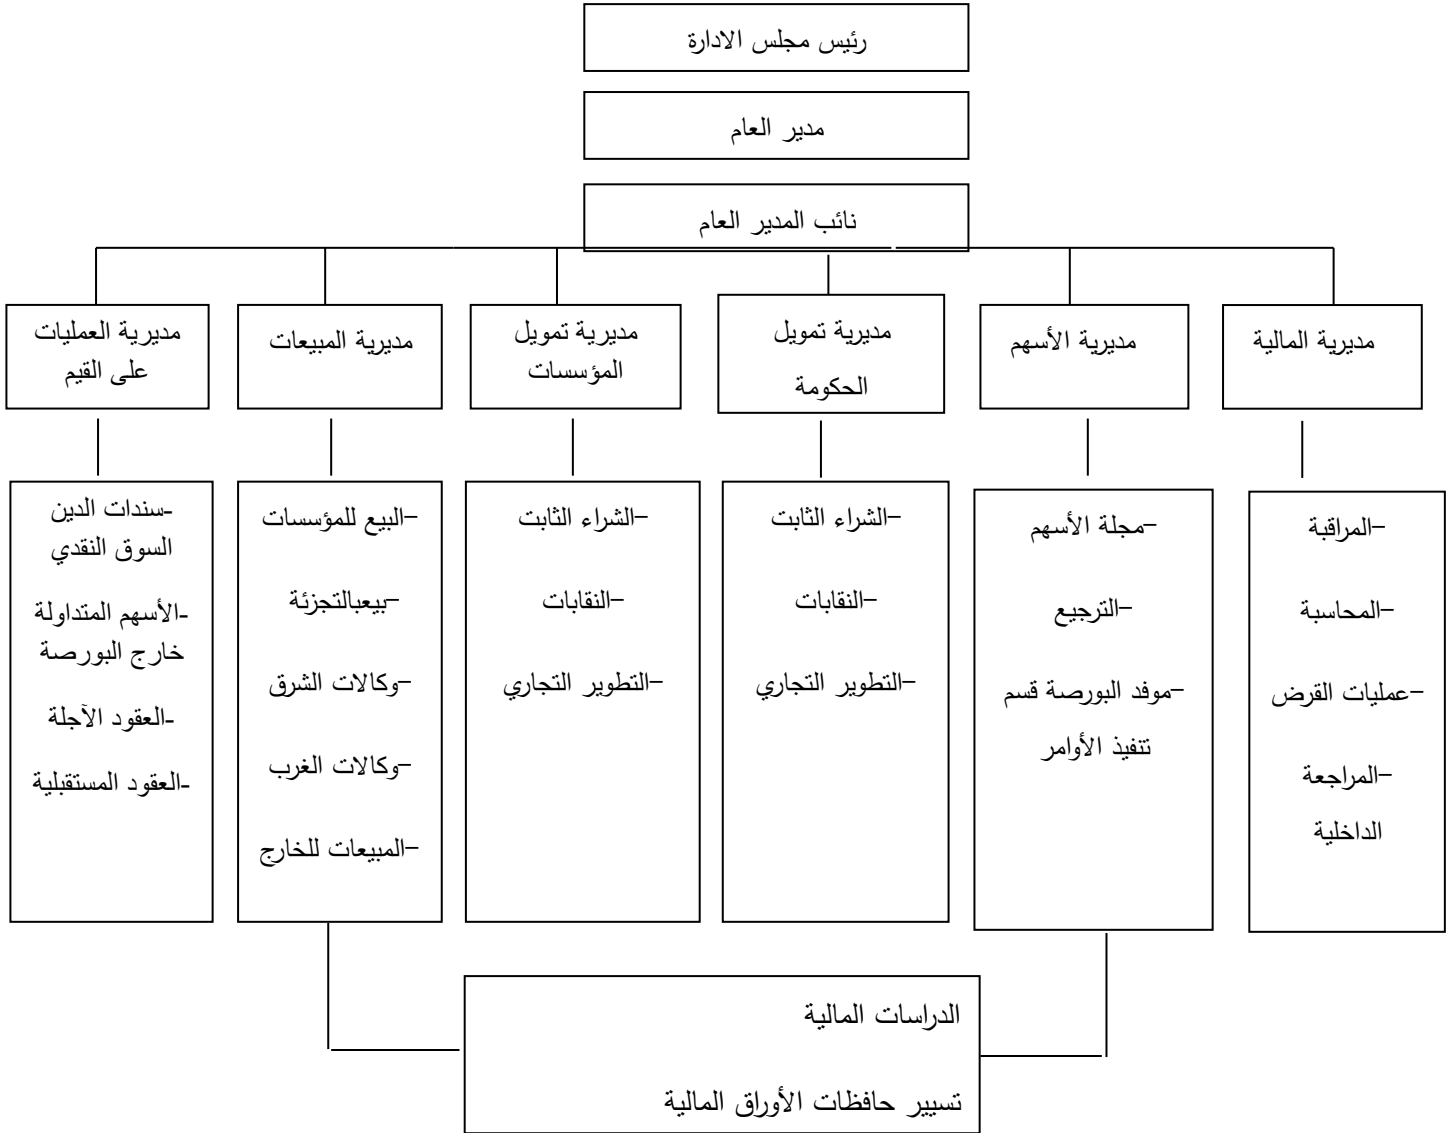 رئيس مجلس الادارة
مدير العام
نائب المدير العام
مديرية المالية
مديرية الأسهم
مديرية تمويل
الحكومة
مديرية تمويل
المؤسسات
مديرية المبيعات
مديرية العمليات
على القيم
-المراقبة
-المحاسبة
-عمليات القرض
-المراجعة
الداخلية
-مجلة الأسهم
-الترجيع
-موفد البورصة قسم
تنفيذ الأوامر
-الشراء الثابت
-النقابات
-التطوير التجاري
-الشراء الثابت
-النقابات
-التطوير التجاري
-البيع للمؤسسات
-بيعبالتجزئة
-وكالات الشرق
-وكالات الغرب
-المبيعات للخارج
-سندات الدين
السوق النقدي
-الأسهم المتداولة
خارج البورصة
-العقود الآجلة
-العقود المستقبلية
الدراسات المالية
تسيير حافظات الأوراق المالية